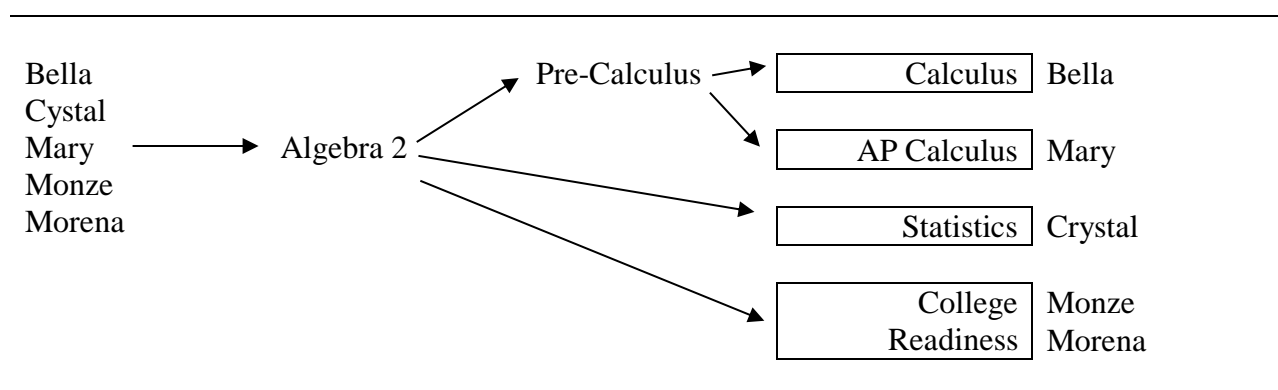 Bella
Cystal
Mary
Monze
Morena
Algebra 2
Pre-Calculus
Calculus
Bella
AP Calculus
Mary
Statistics
Crystal
College
Readiness
Monze
Morena